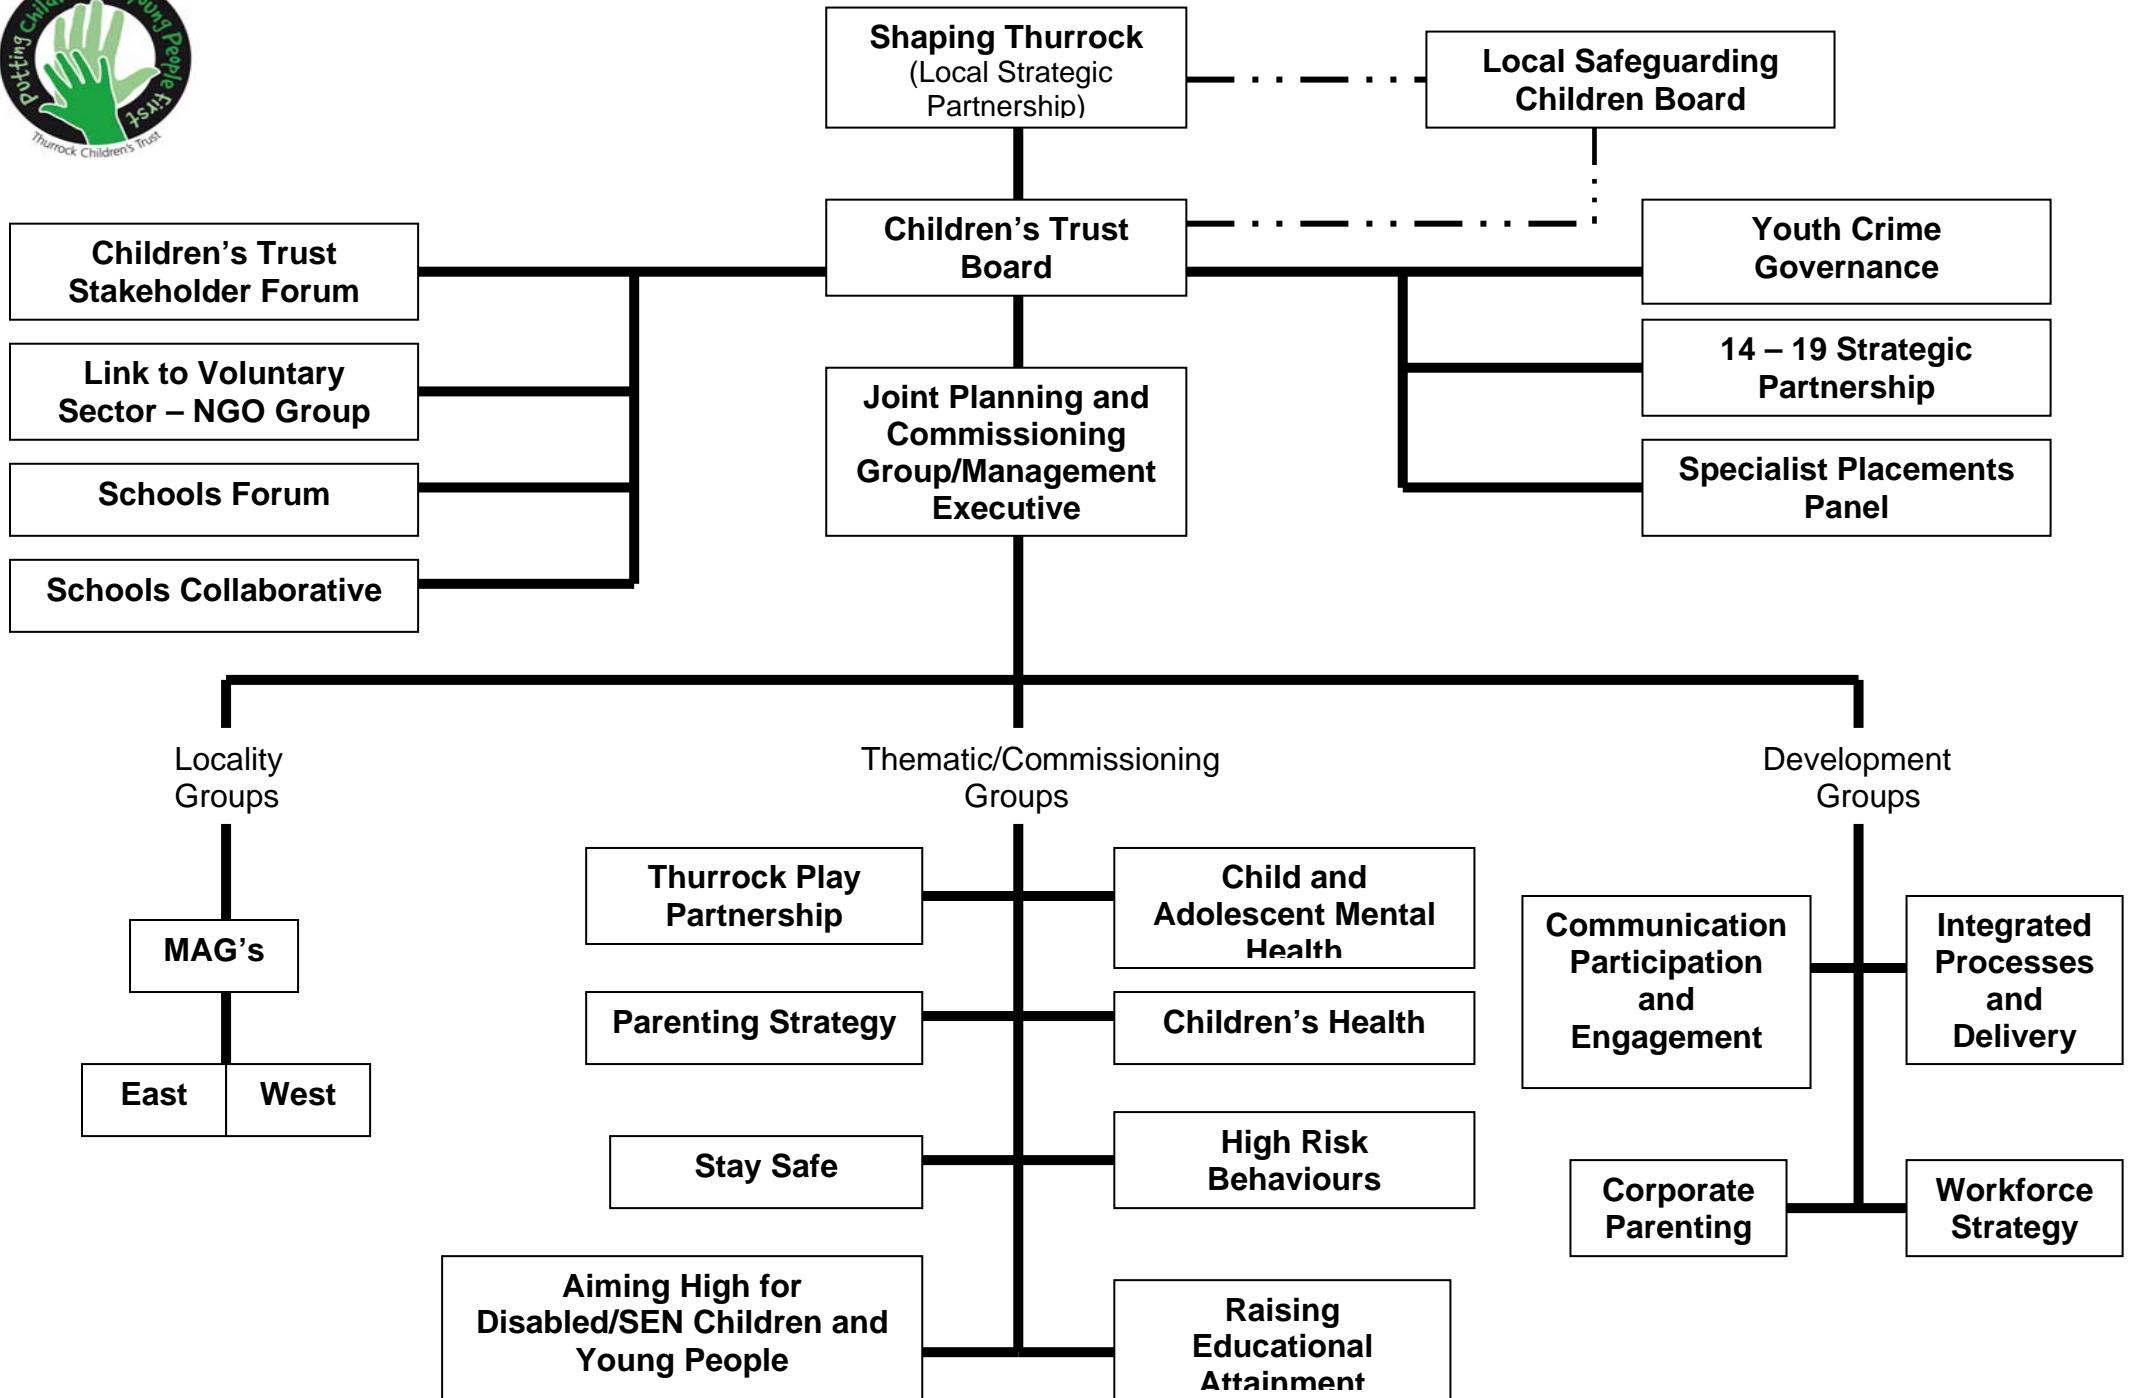 Putting Child
Young People First
Thurrock Children's Trust
Shaping Thurrock
(Local Strategic
Partnership)
Local Safeguarding
Children Board
Children’s Trust
Stakeholder Forum
Children’s Trust
Board
Youth Crime
Governance
Link to Voluntary
Sector – NGO Group
Joint Planning and
Commissioning
Group/Management
Executive
14 – 19 Strategic
Partnership
Schools Forum
Specialist Placements
Panel
Schools Collaborative
Locality
Groups
Thematic/Commissioning
Groups
Development
Groups
MAG’s
East
West
Thurrock Play
Partnership
Child and
Adolescent Mental
Health
Parenting Strategy
Children’s Health
Stay Safe
High Risk
Behaviours
Aiming High for
Disabled/SEN Children and
Young People
Raising
Educational
Attainment
Communication
Participation
and
Engagement
Integrated
Processes
and
Delivery
Corporate
Parenting
Workforce
Strategy